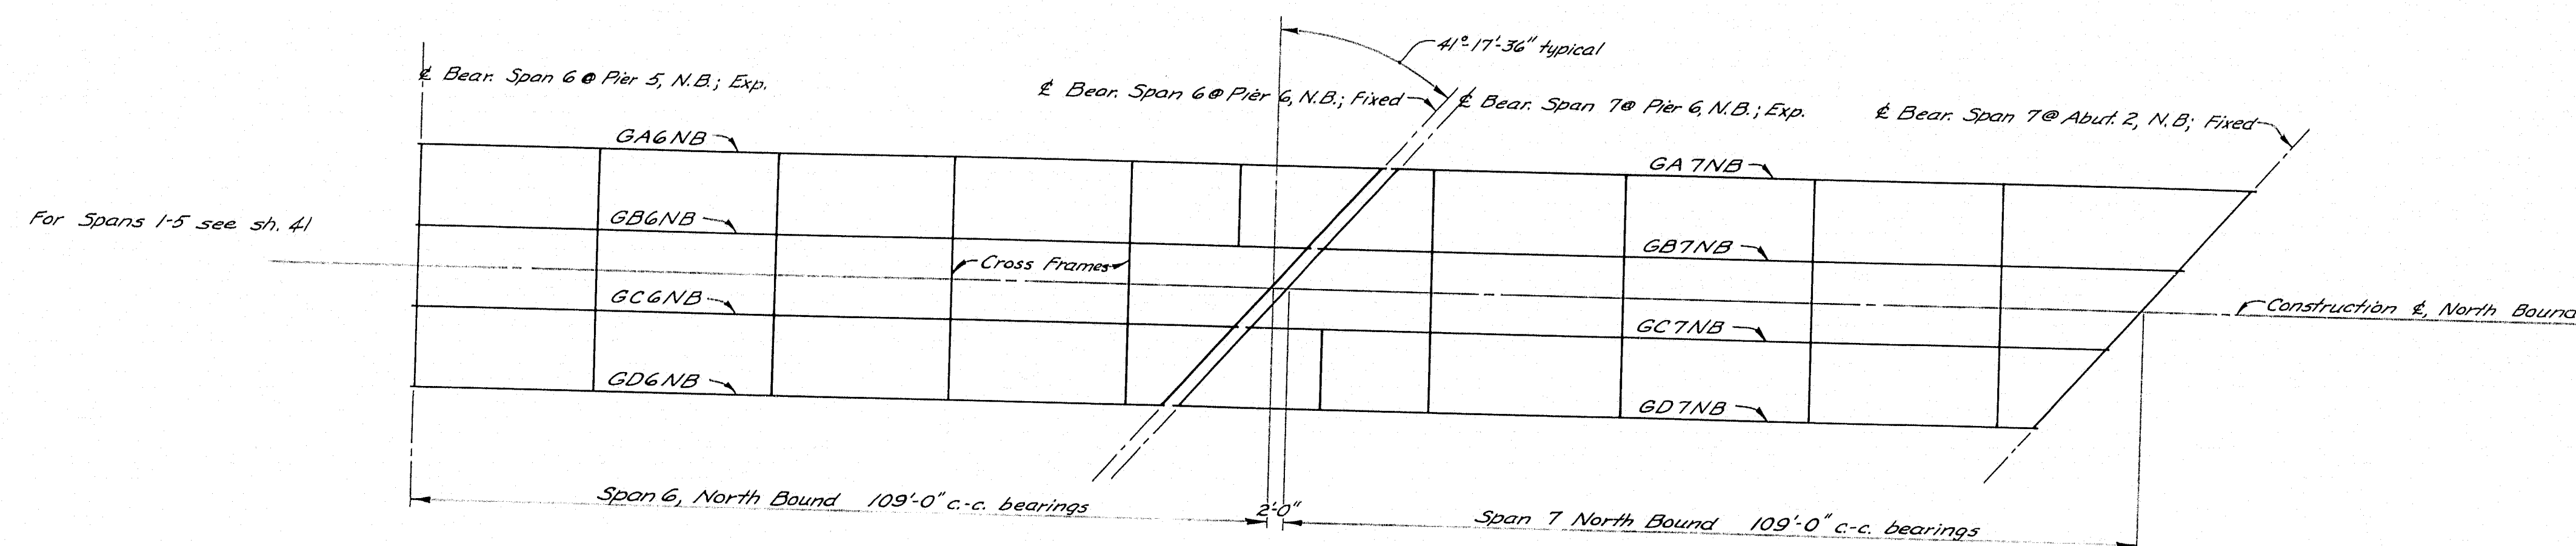 41°-17'-36" typical
℄ Bear. Span 6 @ Pier 5, N.B.; Exp.
℄ Bear. Span 6 @ Pier 6, N.B.; Fixed
℄ Bear. Span 7 @ Pier 6, N.B.; Exp.
℄ Bear. Span 7 @ Abut. 2, N.B; Fixed
GA6NB
GA7NB
For Spans 1-5 see sh. 41
GB6NB
GB7NB
Cross Frames
GC6NB
GC7NB
Construction ℄, North Bound
GD6NB
GD7NB
Span 6, North Bound 109'-0" c.-c. bearings
2'-0"
Span 7 North Bound 109'-0" c.-c. bearings